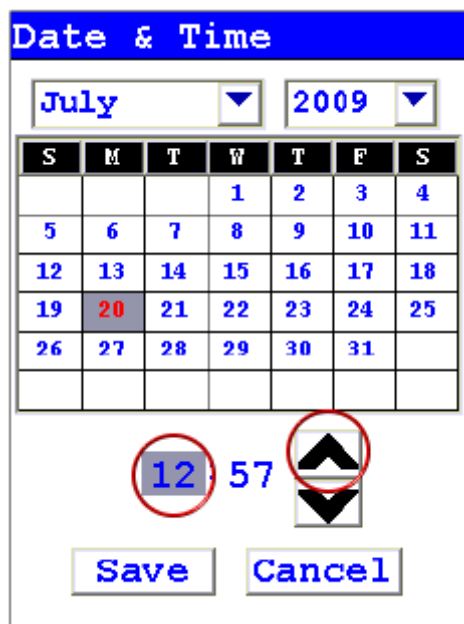 Date & Time
July 2009
S M T W T F S
1 2 3 4
5 6 7 8 9 10 11
12 13 14 15 16 17 18
19 20 21 22 23 24 25
26 27 28 29 30 31
12 57
Save Cancel